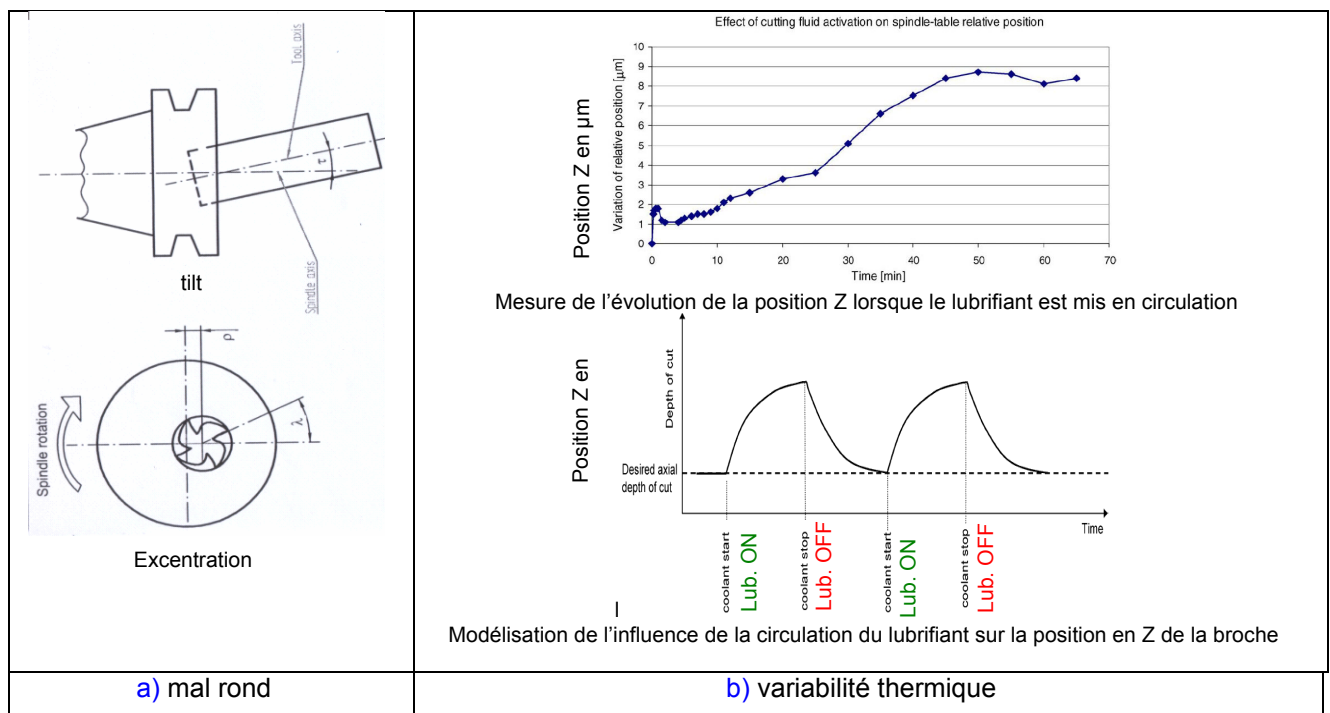 Tool axis
τ
Spindle axis
tilt
ρ
λ
Spindle rotation
Excentration
Effect of cutting fluid activation on spindle-table relative position
Position Z en µm
Variation of relative position [µm]
10
9
8
7
6
5
4
3
2
1
0
0 10 20 30 40 50 60 70
Time [min]
Mesure de l'évolution de la position Z lorsque le lubrifiant est mis en circulation
Position Z en
Depth of cut
Desired axial
depth of cut
Time
coolant start
Lub. ON
coolant stop
Lub. OFF
coolant start
Lub. ON
coolant stop
Lub. OFF
l
Modélisation de l'influence de la circulation du lubrifiant sur la position en Z de la broche
a) mal rond
b) variabilité thermique